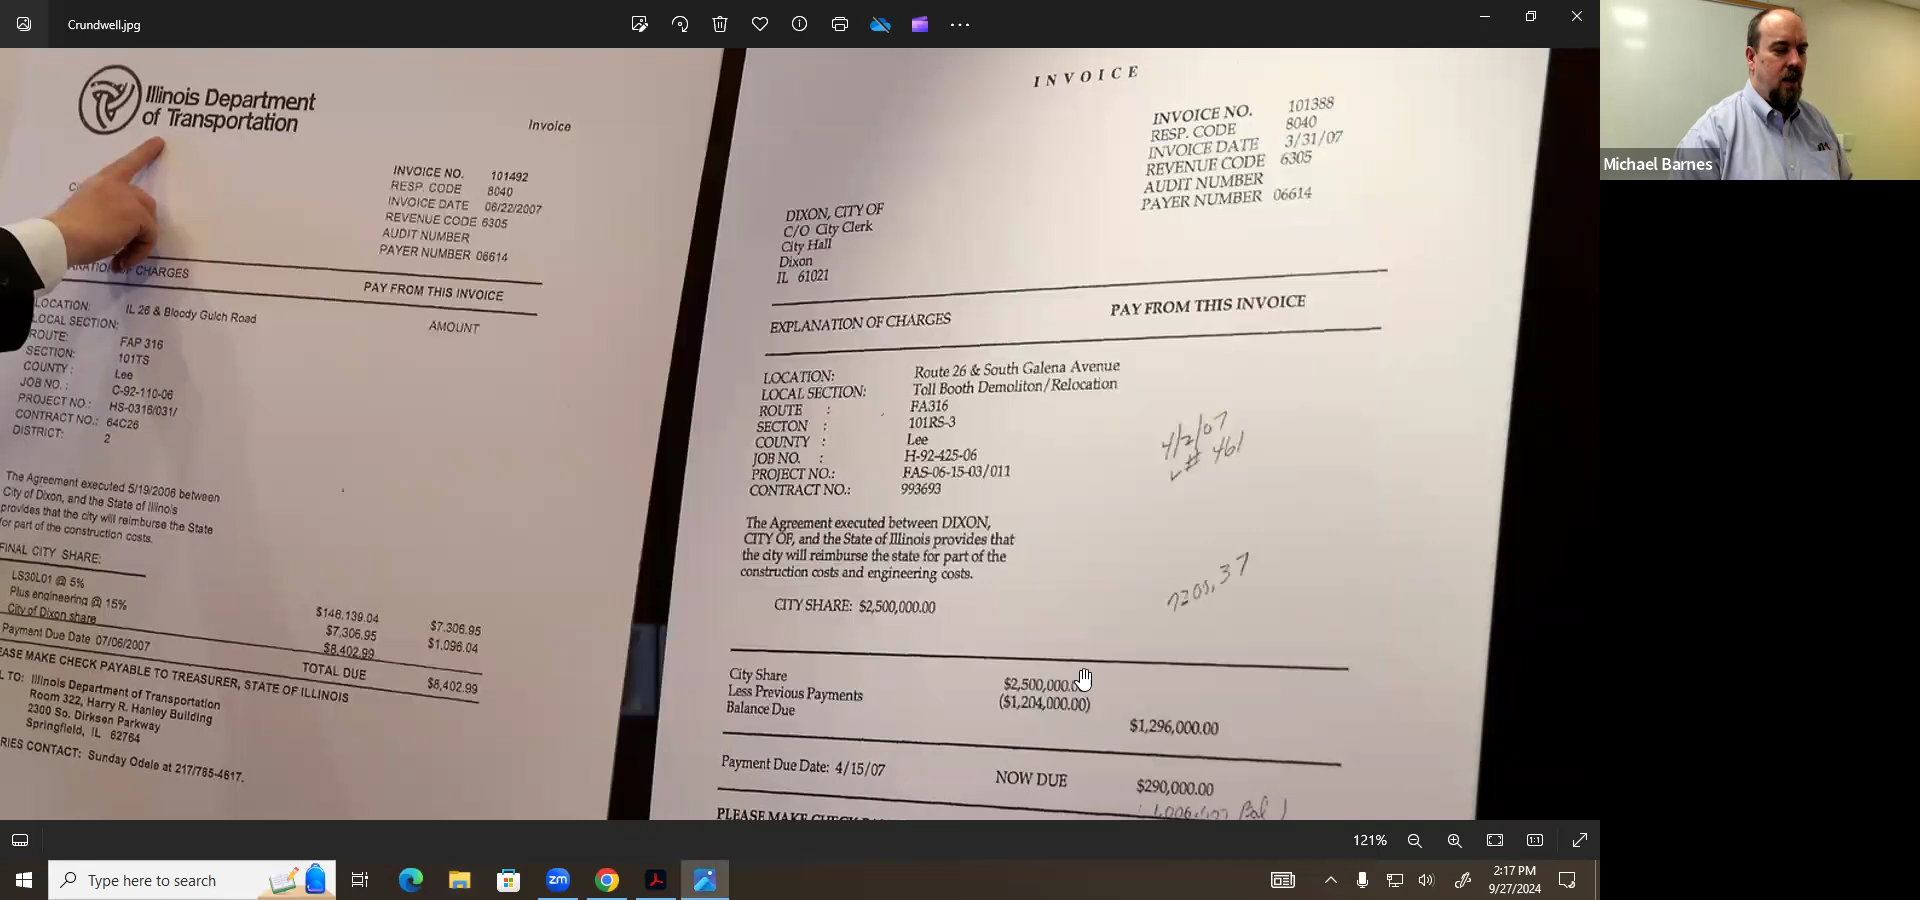 Crundwell.jpg
Illinois Department
of Transportation
Invoice
INVOICE NO. 101492
RESP. CODE 8040
INVOICE DATE 06/22/2007
REVENUE CODE 6305
AUDIT NUMBER
PAYER NUMBER 06614
OF CHARGES
PAY FROM THIS INVOICE
AMOUNT
LOCATION: IL 26 & Bloody Gulch Road
LOCAL SECTION:
ROUTE: FAP 316
SECTION: 101TS
COUNTY : Lee
JOB NO. : C-92-110-06
PROJECT NO.: HS-0316/031/
CONTRACT NO.: 64C26
DISTRICT: 2
The Agreement executed 5/19/2006 between
City of Dixon, and the State of Illinois
provides that the city will reimburse the State
for part of the construction costs.
FINAL CITY SHARE:
LS30L01 @ 5% $148,139.04 $7,306.95
Plus engineering @ 15% $7,306.95 $1,096.04
City of Dixon share $8,402.99
Payment Due Date 07/06/2007 TOTAL DUE $8,402.99
EASE MAKE CHECK PAYABLE TO TREASURER, STATE OF ILLINOIS
L TO: Illinois Department of Transportation
Room 322, Harry R. Hanley Building
2300 So. Dirksen Parkway
Springfield, IL 62764
RIES CONTACT: Sunday Odele at 217/785-4617.
INVOICE
INVOICE NO. 101388
RESP. CODE 8040
INVOICE DATE 3/31/07
REVENUE CODE 6305
AUDIT NUMBER
PAYER NUMBER 06614
DIXON, CITY OF
C/O City Clerk
City Hall
Dixon
IL 61021
EXPLANATION OF CHARGES
PAY FROM THIS INVOICE
LOCATION: Route 26 & South Galena Avenue
LOCAL SECTION: Toll Booth Demoliton/Relocation
ROUTE : FA316
SECTON : 101RS-3
COUNTY : Lee
JOB NO. : H-92-425-06
PROJECT NO.: FAS-06-15-03/011
CONTRACT NO.: 993693
4/2/07
# 461
The Agreement executed between DIXON,
CITY OF, and the State of Illinois provides that
the city will reimburse the state for part of the
construction costs and engineering costs.
CITY SHARE: $2,500,000.00
City Share $2,500,000.
Less Previous Payments ($1,204,000.00)
Balance Due $1,296,000.00
Payment Due Date: 4/15/07 NOW DUE $290,000.00
Bal
PLEASE MAKE CHECK
Michael Barnes
121%
1:1
Type here to search
zm
2:17 PM
9/27/2024